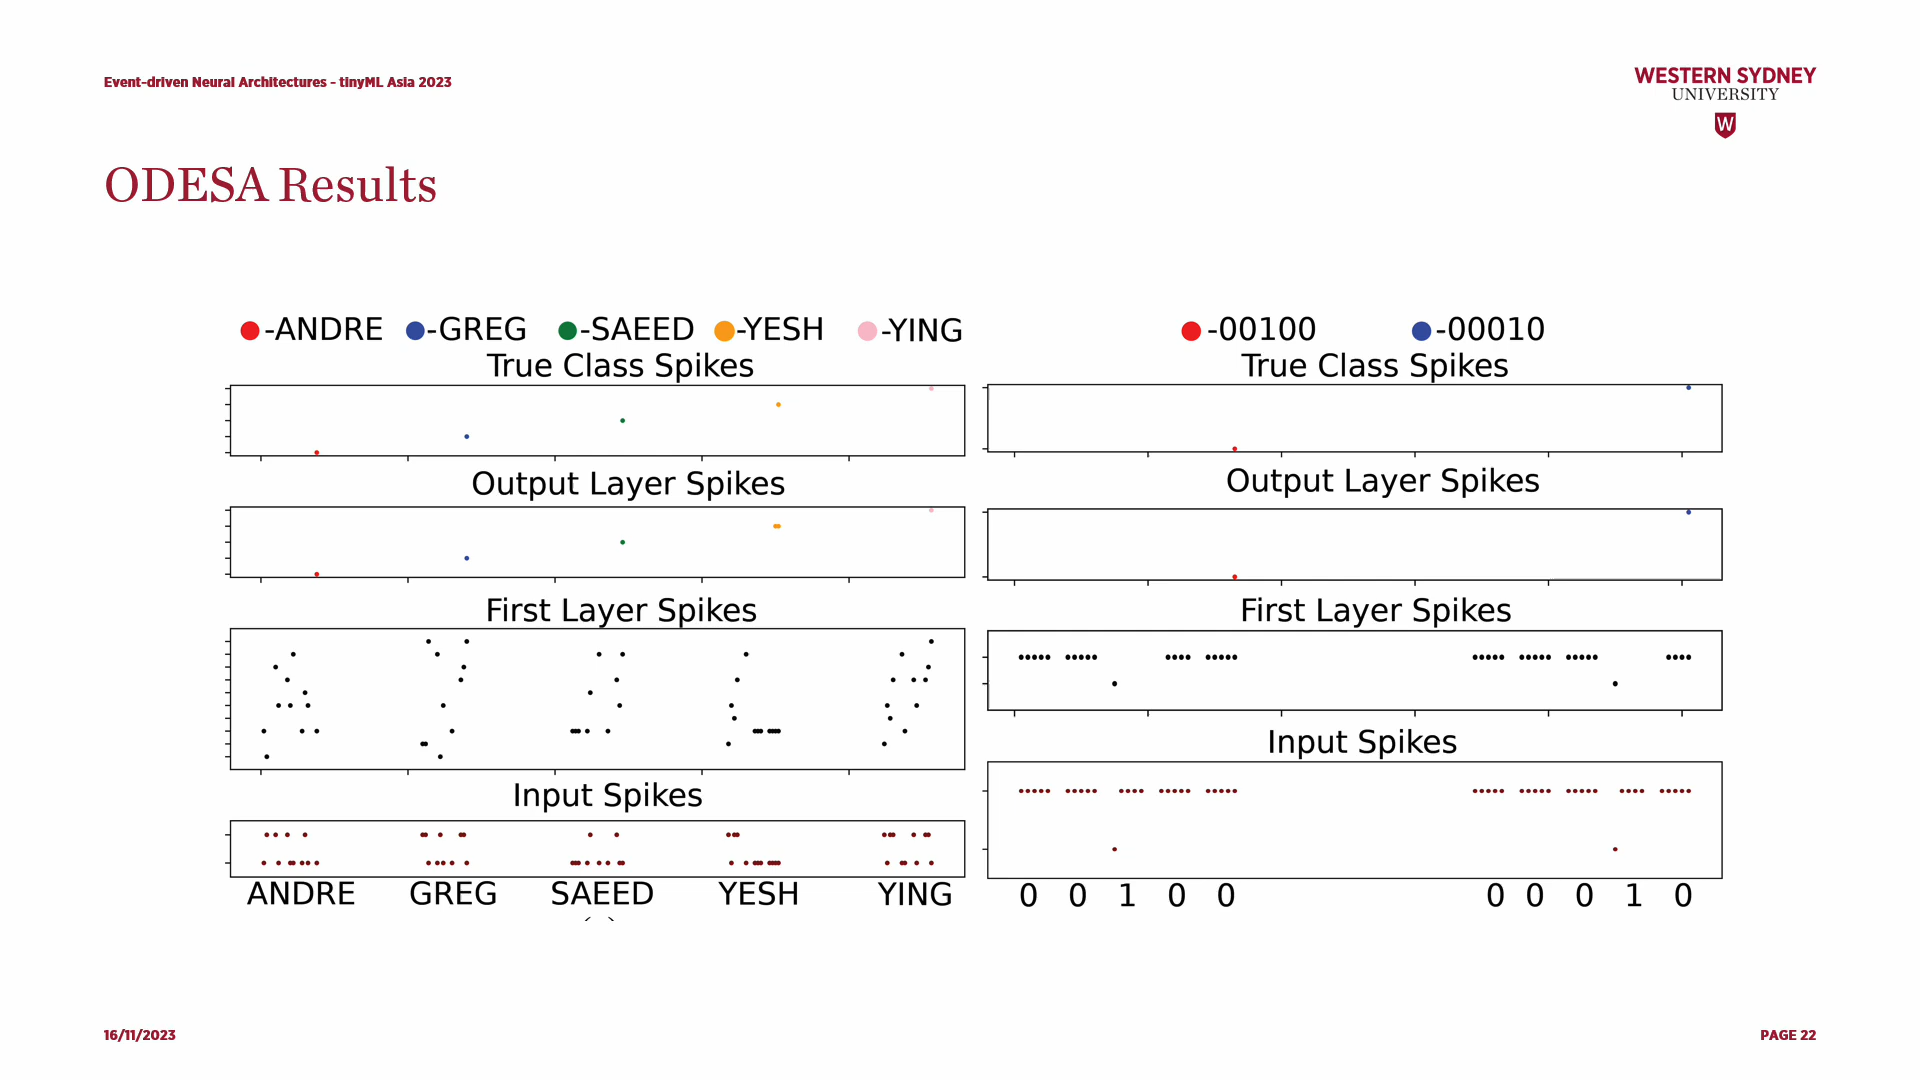 Event-driven Neural Architectures - tinyML Asia 2023
WESTERN SYDNEY
UNIVERSITY
W
ODESA Results
-ANDRE -GREG -SAEED -YESH -YING
True Class Spikes
Output Layer Spikes
First Layer Spikes
Input Spikes
ANDRE GREG SAEED YESH YING
-00100 -00010
True Class Spikes
Output Layer Spikes
First Layer Spikes
Input Spikes
0 0 1 0 0 0 0 0 1 0
16/11/2023
PAGE 22